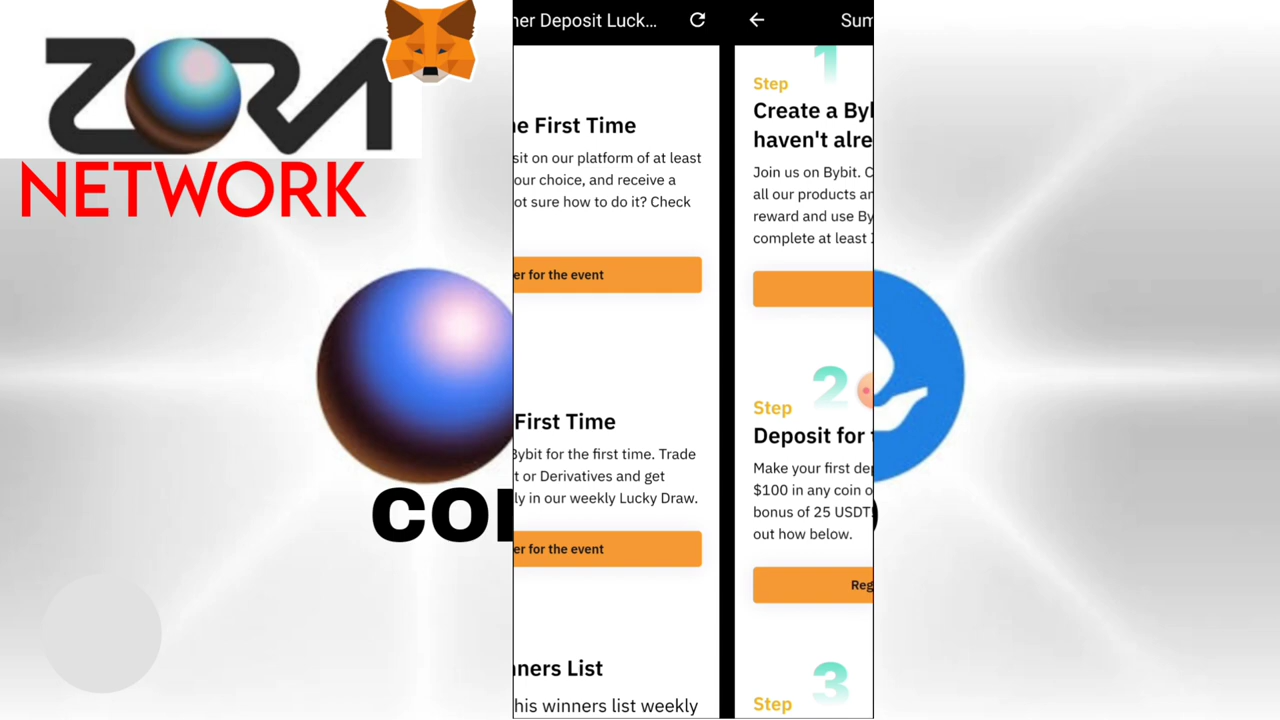 ZORA
NETWORK
COI
ner Deposit Luck...
e First Time
sit on our platform of at least
our choice, and receive a
ot sure how to do it? Check
er for the event
First Time
Bybit for the first time. Trade
t or Derivatives and get
ly in our weekly Lucky Draw.
er for the event
nners List
his winners list weekly
Sum
1
Step
Create a Byl
haven't alre
Join us on Bybit. C
all our products ar
reward and use By
complete at least
2
Step
Deposit for
Make your first dep
$100 in any coin o
bonus of 25 USDT
out how below.
Reg
3
Step